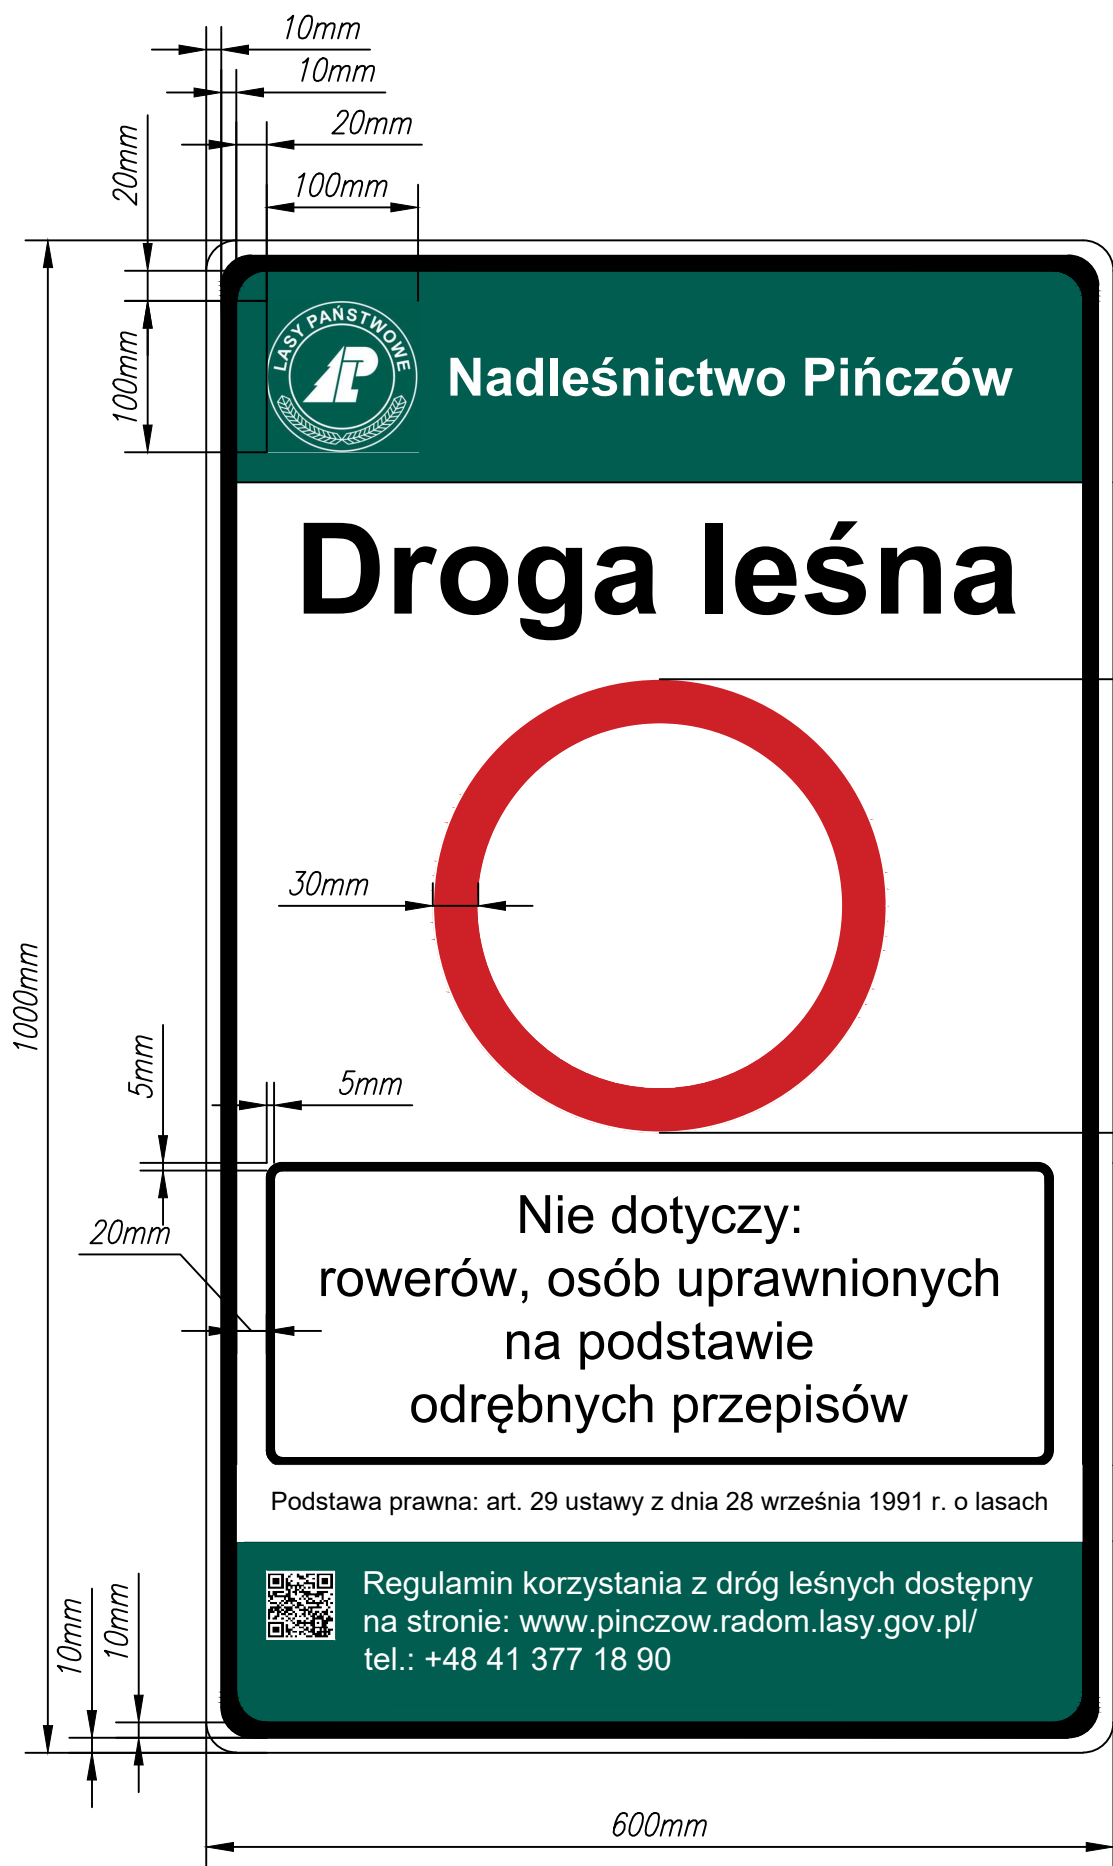 10mm
10mm
20mm
20mm
100mm
100mm
LASY PAŃSTWOWE
Nadleśnictwo Pińczów
Droga leśna
30mm
1000mm
5mm
5mm
20mm
Nie dotyczy:
rowerów, osób uprawnionych
na podstawie
odrębnych przepisów
Podstawa prawna: art. 29 ustawy z dnia 28 września 1991 r. o lasach
Regulamin korzystania z dróg leśnych dostępny
na stronie: www.pinczow.radom.lasy.gov.pl/
tel.: +48 41 377 18 90
10mm
10mm
600mm